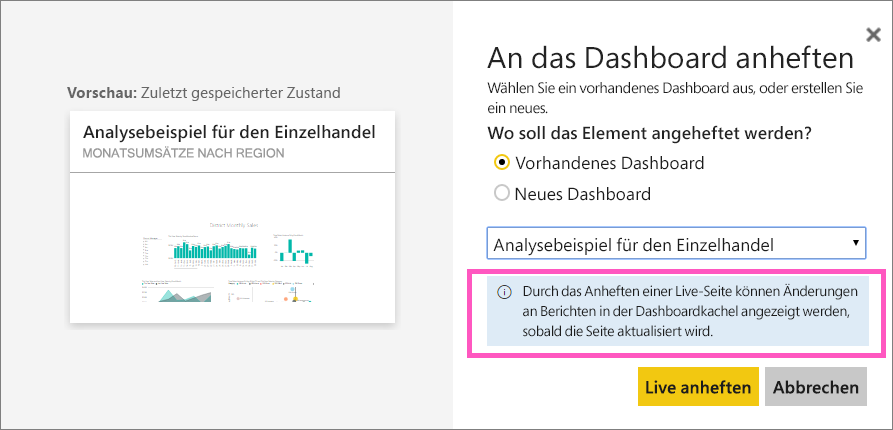 An das Dashboard anheften
Wählen Sie ein vorhandenes Dashboard aus, oder erstellen Sie
ein neues.
Wo soll das Element angeheftet werden?
Vorhandenes Dashboard
Neues Dashboard
Analysebeispiel für den Einzelhandel
Durch das Anheften einer Live-Seite können Änderungen
an Berichten in der Dashboardkachel angezeigt werden,
sobald die Seite aktualisiert wird.
Live anheften
Abbrechen
Vorschau: Zuletzt gespeicherter Zustand
Analysebeispiel für den Einzelhandel
MONATSUMSÄTZE NACH REGION